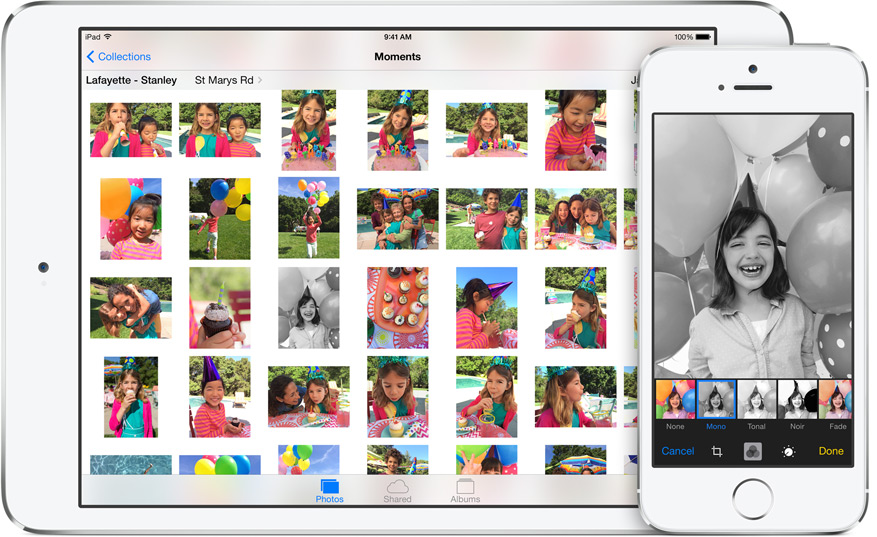 iPad 9:41 AM 100%
Collections Moments
Lafayette - Stanley St Marys Rd
Photos Shared Albums
None Mono Tonal Noir Fade
Cancel Done